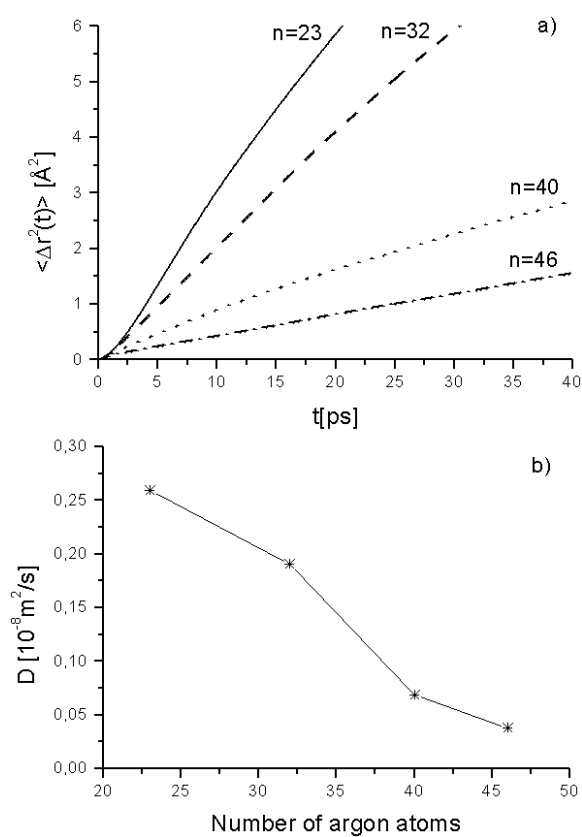 6
n=23
n=32
a)
5
4
3
n=40
2
n=46
1
0
0 5 10 15 20 25 30 35 40
<Δr²(t)> [Å²]
t[ps]
0,30
b)
0,25
0,20
0,15
0,10
0,05
0,00
20 25 30 35 40 45 50
D [10⁻⁸m²/s]
Number of argon atoms